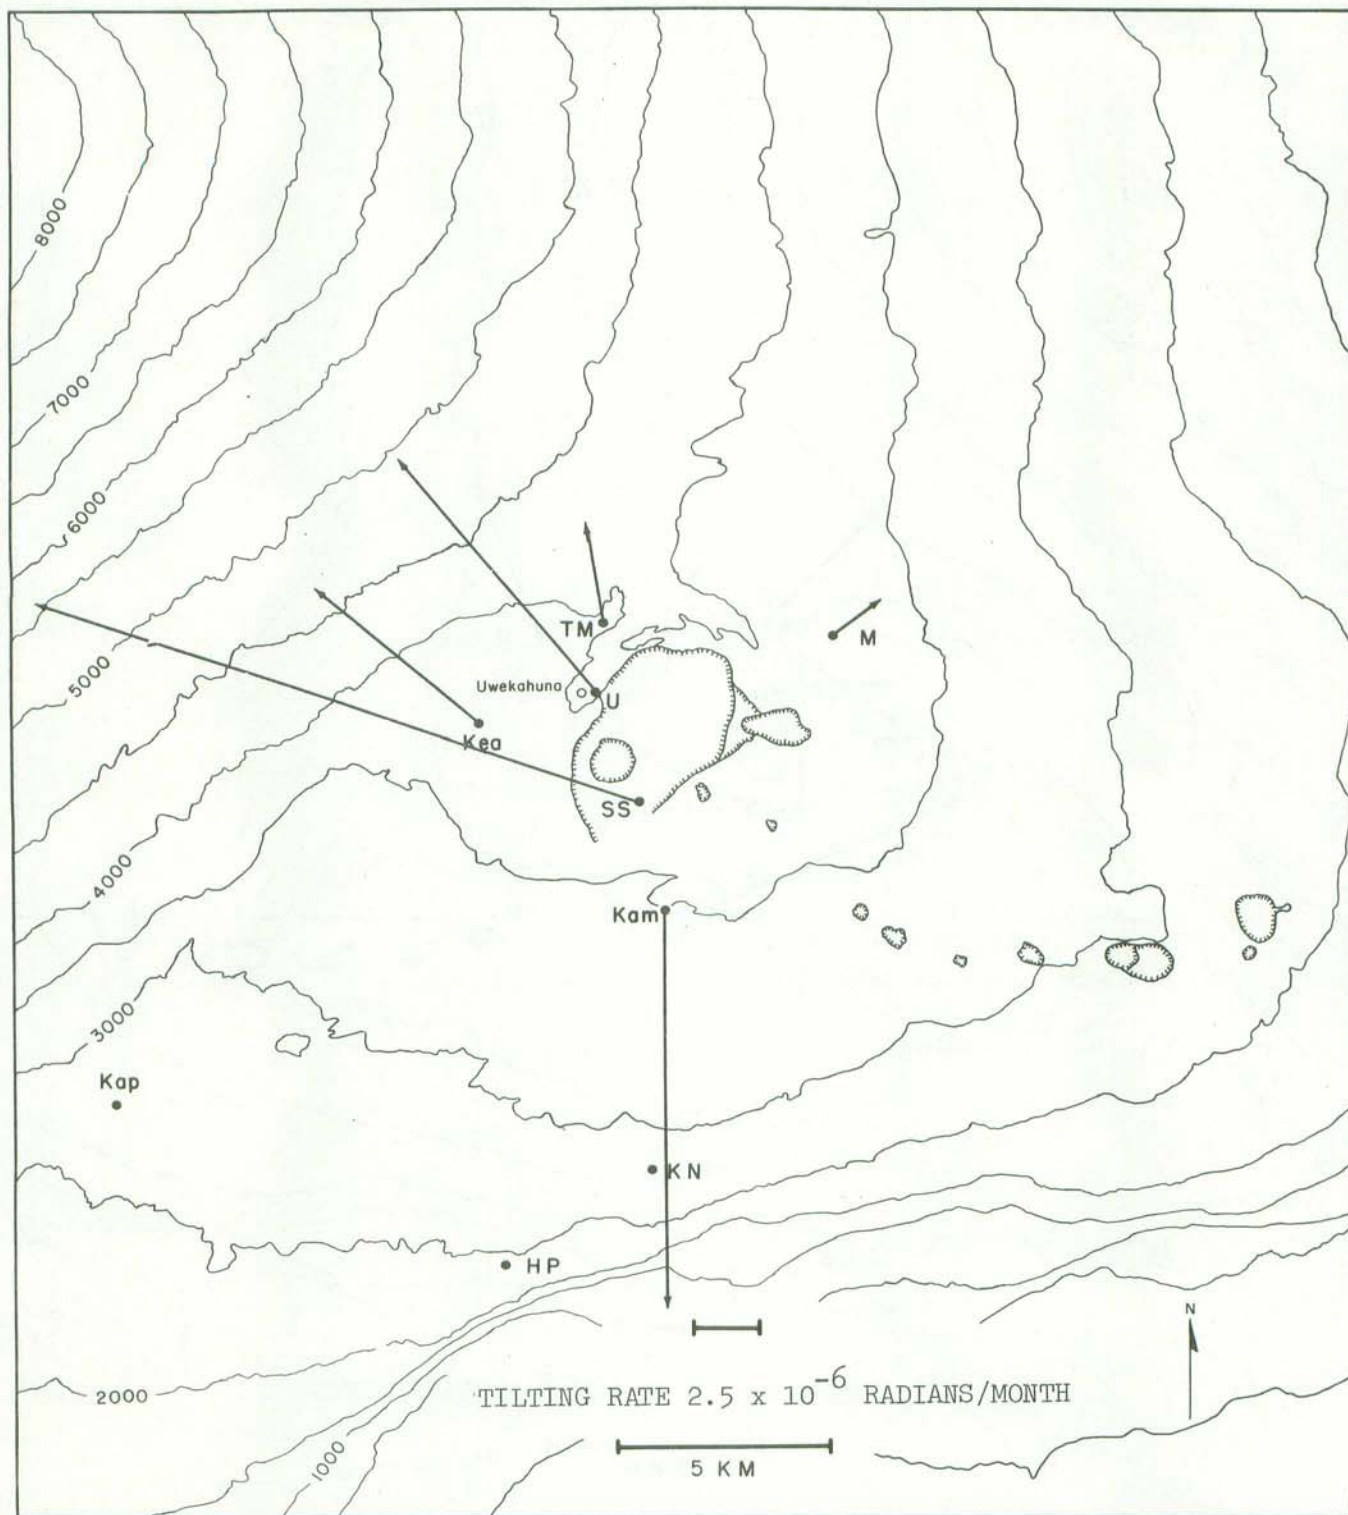 8000
7000
6000
TM
M
5000
Uwekahuna
U
Kea
SS
4000
Kam
3000
Kap
KN
HP
N
2000
TILTING RATE 2.5 x 10⁻⁶ RADIANS/MONTH
1000
5 KM